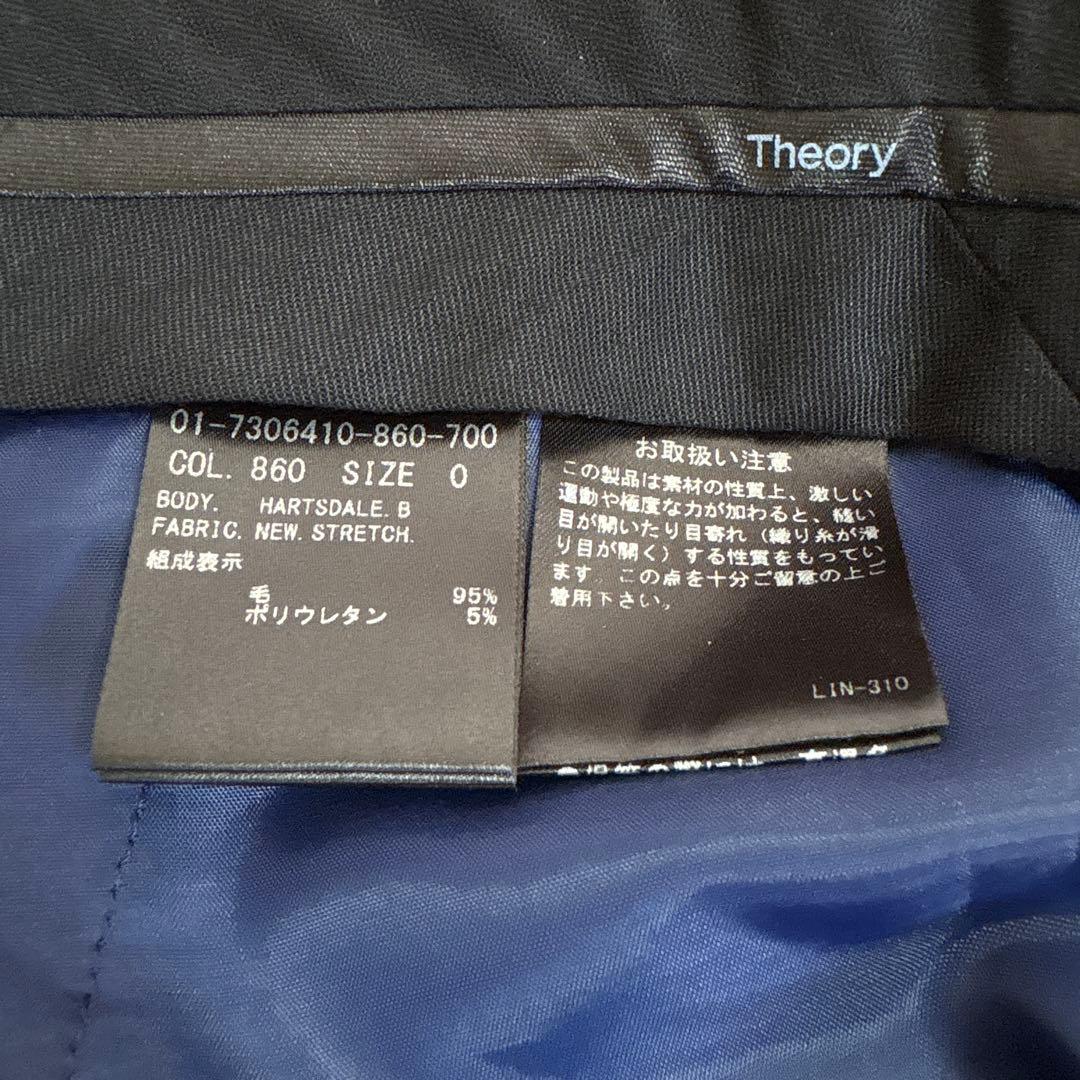 Theory
01-7306410-860-700
COL. 860 SIZE 0
BODY. HARTSDALE.B
FABRIC. NEW.STRETCH.
組成表示
毛 95%
ポリウレタン 5%
お取扱い注意
この製品は素材の性質上、激しい
運動や極度な力が加わると、縫い
目が開いたり目寄れ（織り糸が滑
り目が開く）する性質をもってい
ます。この点を十分ご留意の上ご
着用下さい。
LIN-310